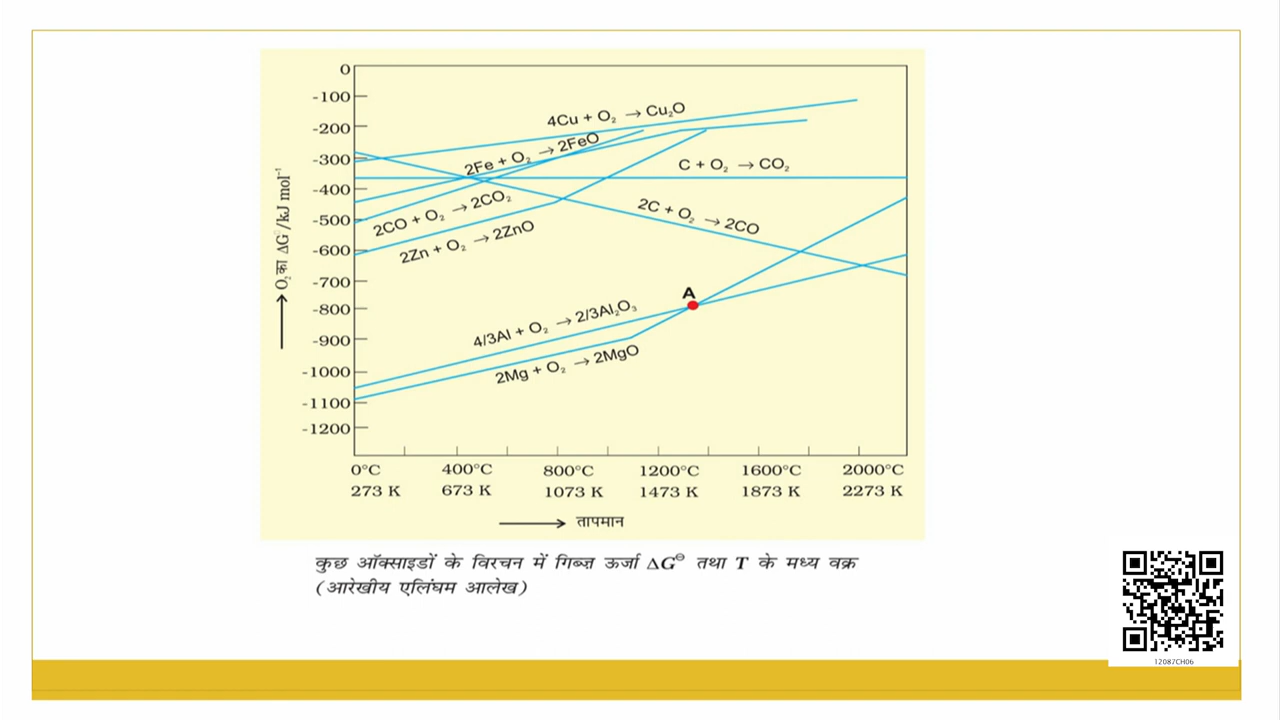 0
-100
-200
-300
-400
-500
-600
-700
-800
-900
-1000
-1100
-1200
O₂का ΔG⊖/kJ mol⁻¹
4Cu + O₂ → Cu₂O
2Fe + O₂ → 2FeO
C + O₂ → CO₂
2CO + O₂ → 2CO₂
2C + O₂ → 2CO
2Zn + O₂ → 2ZnO
A
4/3Al + O₂ → 2/3Al₂O₃
2Mg + O₂ → 2MgO
0°C 400°C 800°C 1200°C 1600°C 2000°C
273 K 673 K 1073 K 1473 K 1873 K 2273 K
तापमान
कुछ ऑक्साइडों के विरचन में गिब्ज़ ऊर्जा ΔG⊖ तथा T के मध्य वक्र
(आरेखीय एलिंघम आलेख)
12087CH06